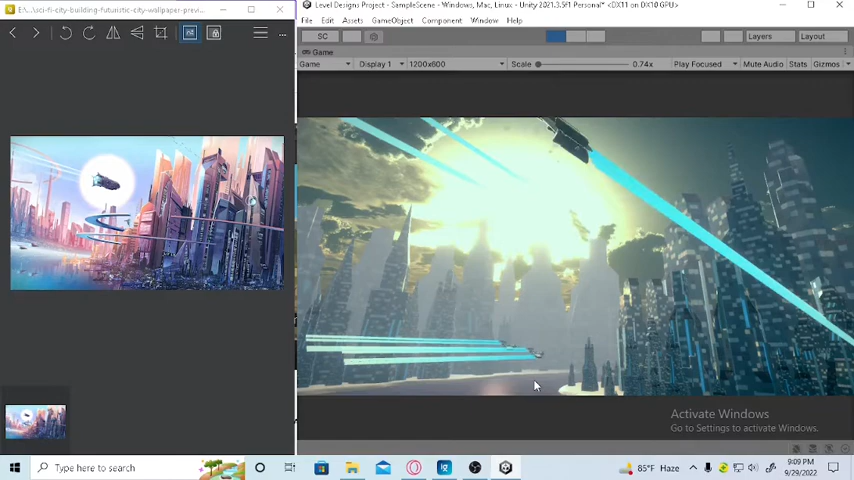 E:\...\sci-fi-city-building-futuristic-city-wallpaper-prev...
Level Designs Project - SampleScene - Windows, Mac, Linux - Unity 2021.3.5f1 Personal* <DX11 on DX10 GPU>
File Edit Assets GameObject Component Window Help
SC Layers Layout
Game
Game Display 1 1200x600 Scale 0.74x Play Focused Mute Audio Stats Gizmos
Activate Windows
Go to Settings to activate Windows.
Type here to search
85°F Haze
9:09 PM
9/29/2022